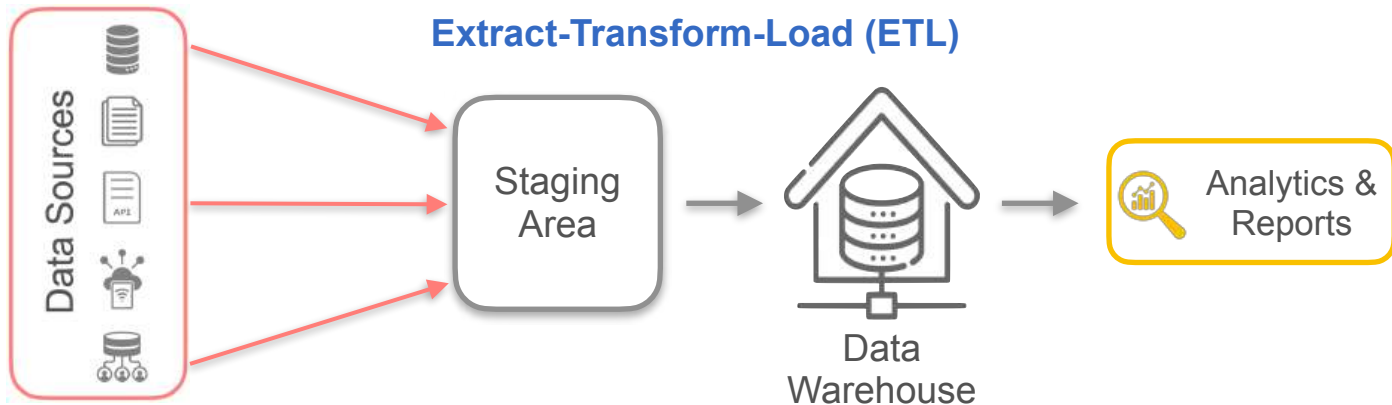 Extract-Transform-Load (ETL)
Data Sources
API
Staging
Area
Data
Warehouse
Analytics &
Reports